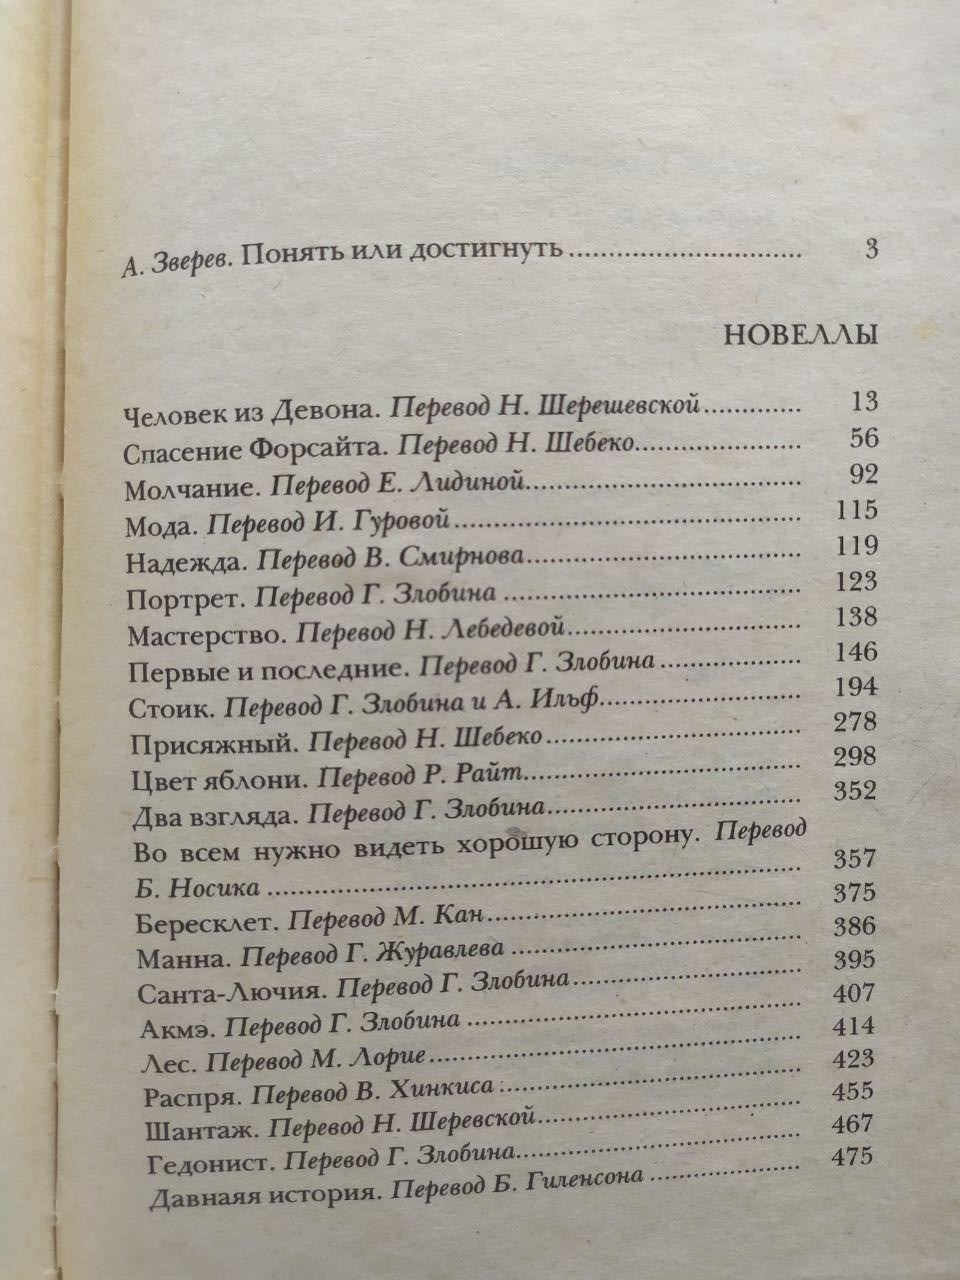 А. Зверев. Понять или достигнуть ........ 3
НОВЕЛЛЫ
Человек из Девона. Перевод Н. Шерешевской ........ 13
Спасение Форсайта. Перевод Н. Шебеко ........ 56
Молчание. Перевод Е. Лидиной ........ 92
Мода. Перевод И. Гуровой ........ 115
Надежда. Перевод В. Смирнова ........ 119
Портрет. Перевод Г. Злобина ........ 123
Мастерство. Перевод Н. Лебедевой ........ 138
Первые и последние. Перевод Г. Злобина ........ 146
Стоик. Перевод Г. Злобина и А. Ильф ........ 194
Присяжный. Перевод Н. Шебеко ........ 278
Цвет яблони. Перевод Р. Райт ........ 298
Два взгляда. Перевод Г. Злобина ........ 352
Во всем нужно видеть хорошую сторону. Перевод
Б. Носика ........ 357
Бересклет. Перевод М. Кан ........ 375
Манна. Перевод Г. Журавлева ........ 386
Санта-Лючия. Перевод Г. Злобина ........ 395
Акмэ. Перевод Г. Злобина ........ 407
Лес. Перевод М. Лорие ........ 414
Распря. Перевод В. Хинкиса ........ 423
Шантаж. Перевод Н. Шеревской ........ 455
Гедонист. Перевод Г. Злобина ........ 467
Давнаяя история. Перевод Б. Гиленсона ........ 475